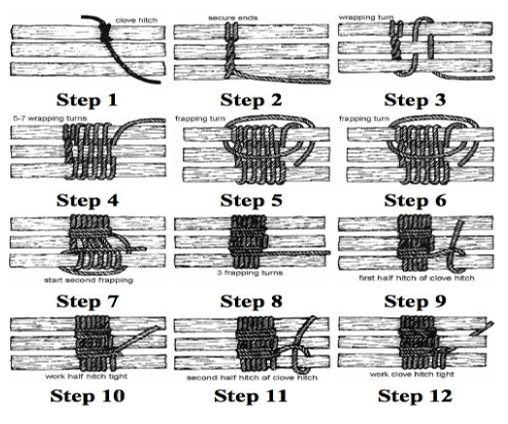 clove hitch
Step 1
secure ends
Step 2
wrapping turn
Step 3
5-7 wrapping turns
Step 4
frapping turn
Step 5
frapping turn
Step 6
start second frapping
Step 7
3 frapping turns
Step 8
first half hitch of clove hitch
Step 9
work half hitch tight
Step 10
second half hitch of clove hitch
Step 11
work clove hitch tight
Step 12